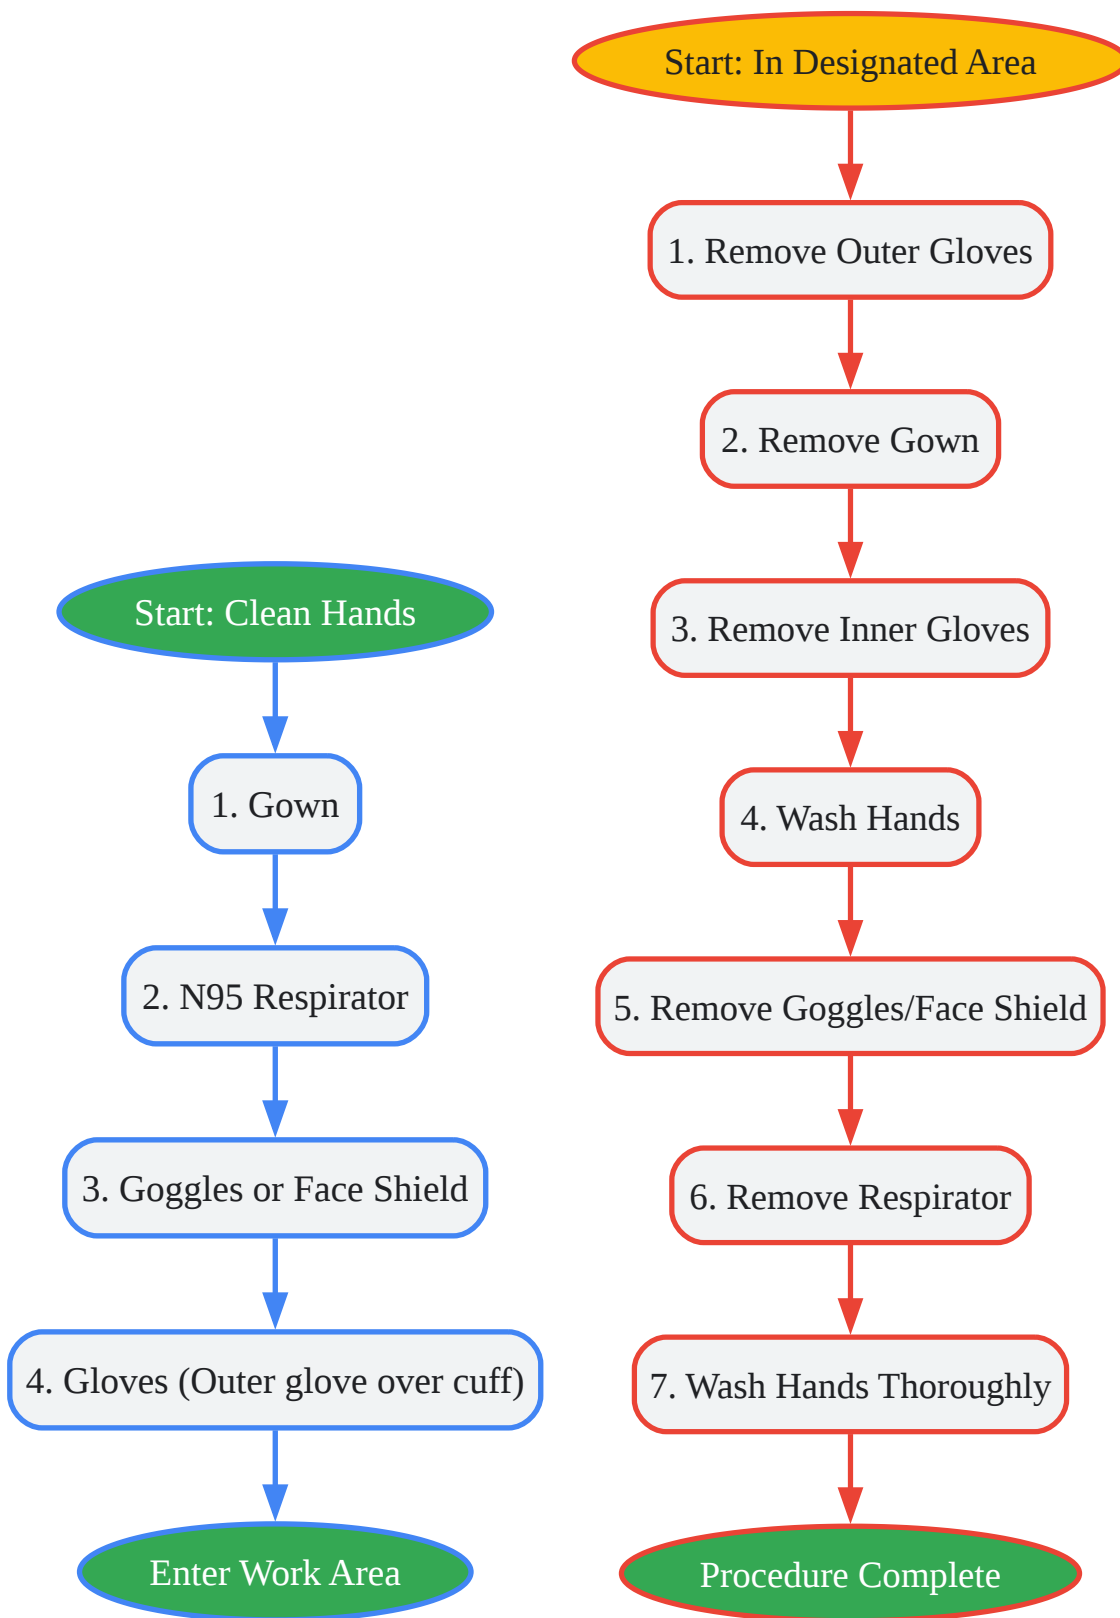 Start: Clean Hands
1. Gown
2. N95 Respirator
3. Goggles or Face Shield
4. Gloves (Outer glove over cuff)
Enter Work Area
Start: In Designated Area
1. Remove Outer Gloves
2. Remove Gown
3. Remove Inner Gloves
4. Wash Hands
5. Remove Goggles/Face Shield
6. Remove Respirator
7. Wash Hands Thoroughly
Procedure Complete